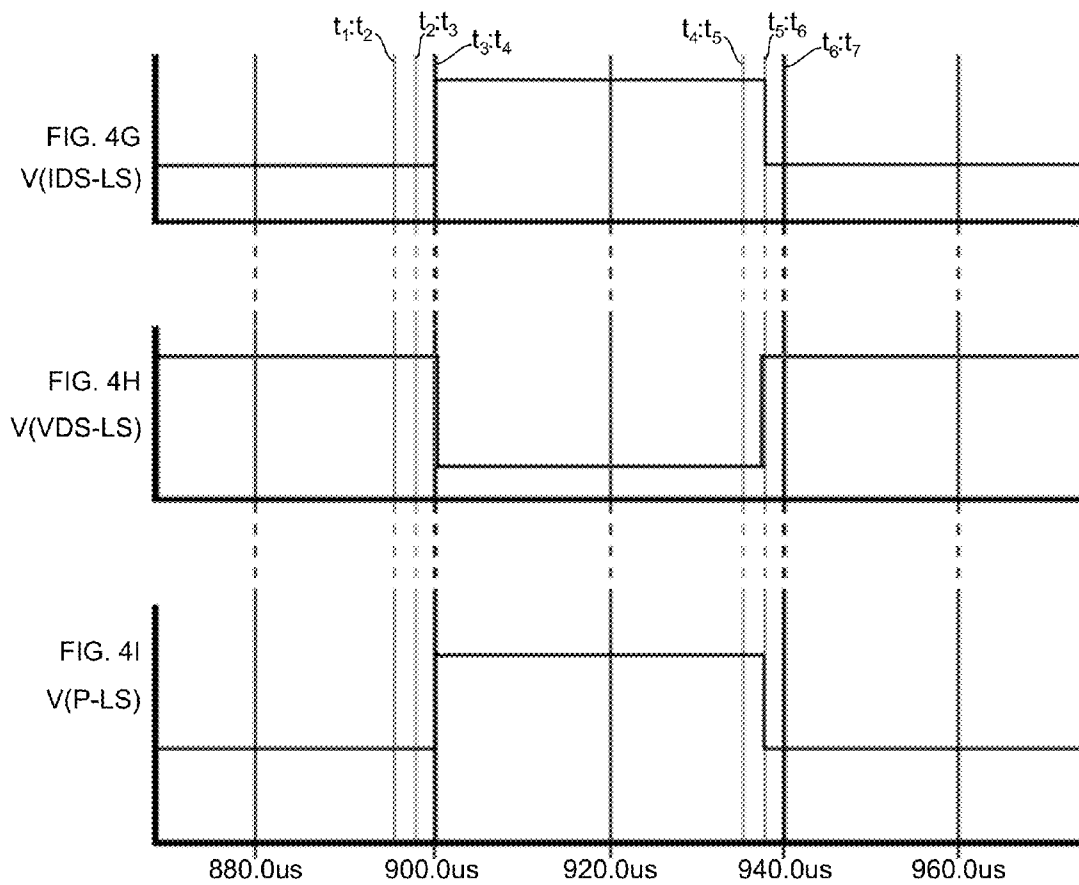 t₁:t₂
t₂:t₃
t₃:t₄
t₄:t₅
t₅:t₆
t₆:t₇
FIG. 4G
V(IDS-LS)
FIG. 4H
V(VDS-LS)
FIG. 4I
V(P-LS)
880.0us 900.0us 920.0us 940.0us 960.0us